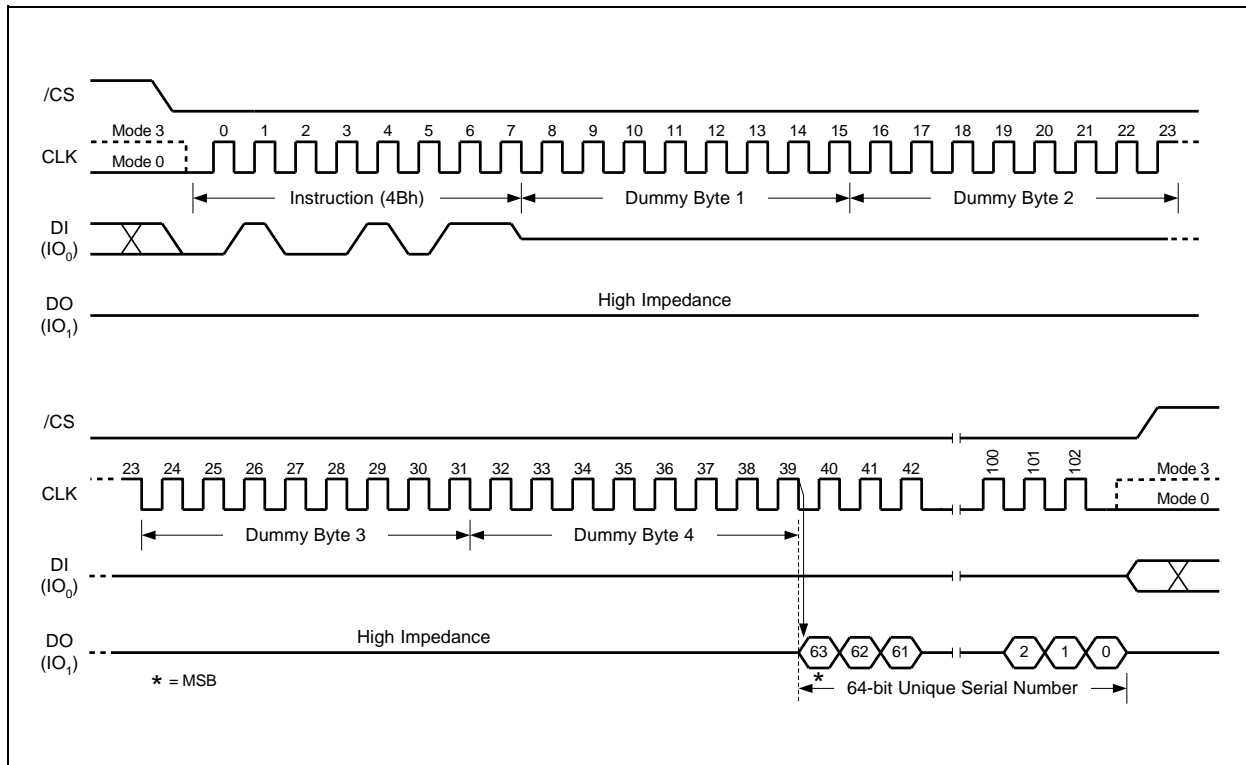 /CS
Mode 3 0 1 2 3 4 5 6 7 8 9 10 11 12 13 14 15 16 17 18 19 20 21 22 23
CLK
Mode 0
Instruction (4Bh) Dummy Byte 1 Dummy Byte 2
DI
(IO0)
High Impedance
DO
(IO1)
/CS
23 24 25 26 27 28 29 30 31 32 33 34 35 36 37 38 39 40 41 42 100 101 102 Mode 3
CLK
Mode 0
Dummy Byte 3 Dummy Byte 4
DI
(IO0)
High Impedance
DO
(IO1)
63 62 61 2 1 0
* = MSB
* 64-bit Unique Serial Number